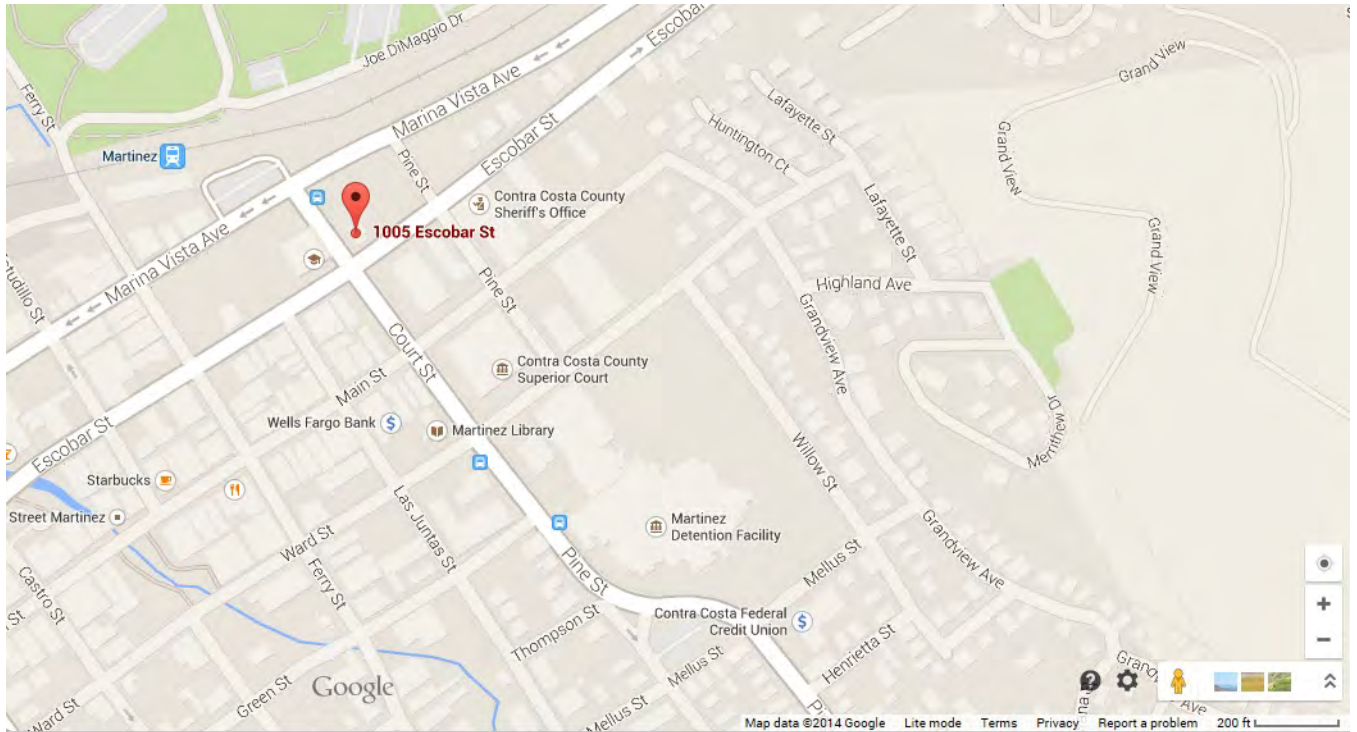 Joe DiMaggio Dr
Escobar
Ferry St
Marina Vista Ave
Grand View
Lafayette St
Martinez
Pine St
Escobar St
Huntington Ct
Grand View
Contra Costa County
Sheriff's Office
Lafayette St
Grand View
1005 Escobar St
Marina Vista Ave
Pine St
Highland Ave
Grandview Ave
Court St
Contra Costa County
Superior Court
Main St
Wells Fargo Bank
Martinez Library
Merrithew Dr
Escobar St
Willow St
Starbucks
Street Martinez
Las Juntas St
Martinez
Detention Facility
Ward St
Grandview Ave
Castro St
Ferry St
Pine St
Mellus St
Contra Costa Federal
Credit Union
Thompson St
Henrietta St
Mellus St
Green St
Google
Ward St
Mellus St
Map data ©2014 Google Lite mode Terms Privacy Report a problem 200 ft